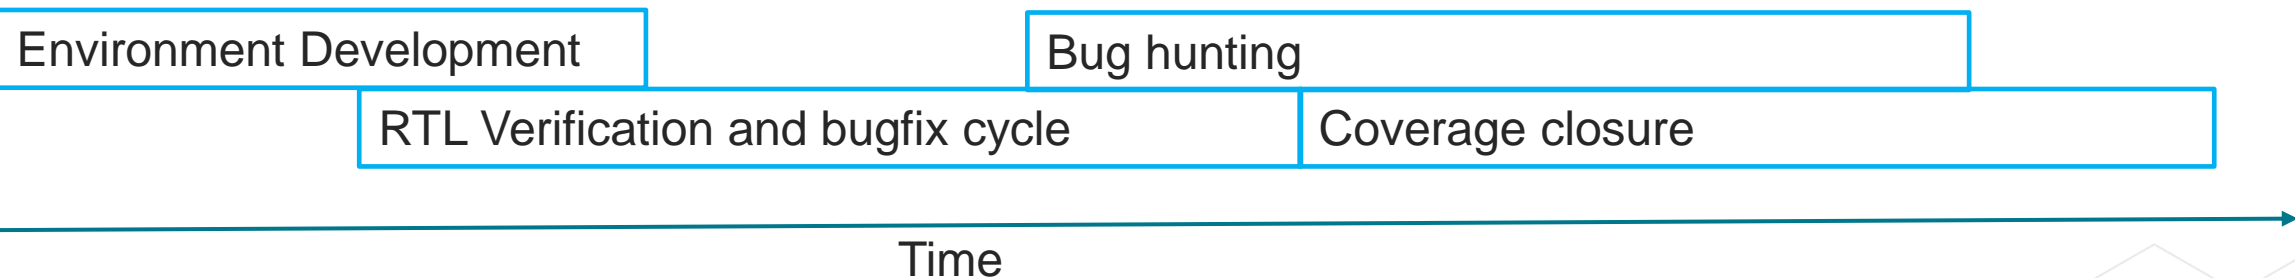 Environment Development
Bug hunting
RTL Verification and bugfix cycle
Coverage closure
Time